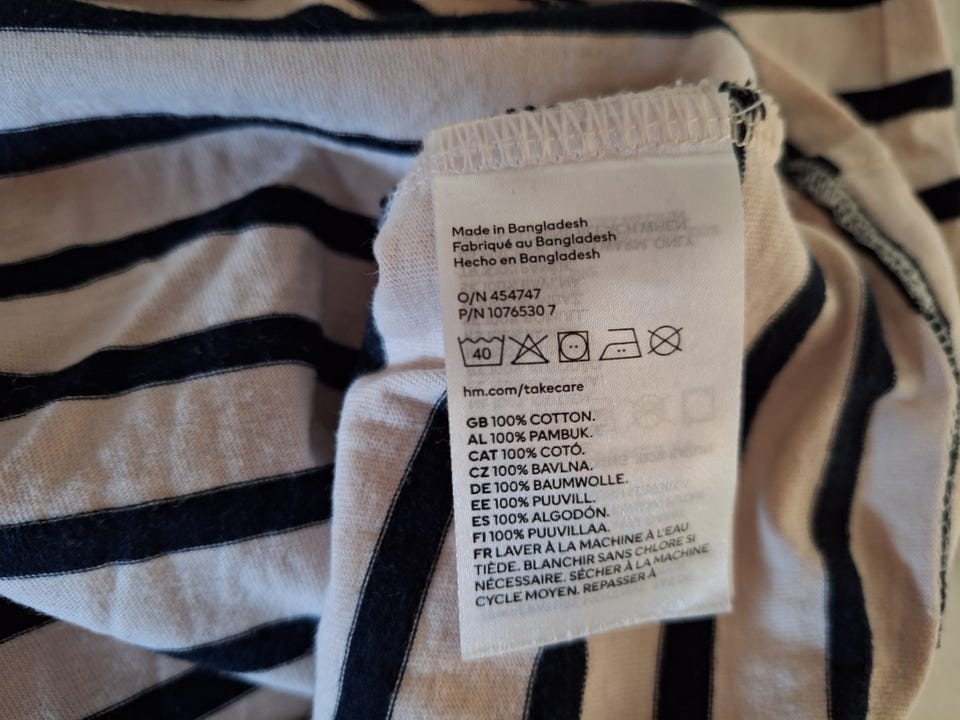 Made in Bangladesh
Fabriqué au Bangladesh
Hecho en Bangladesh
O/N 454747
P/N 1076530 7
40
hm.com/takecare
GB 100% COTTON.
AL 100% PAMBUK.
CAT 100% COTÓ.
CZ 100% BAVLNA.
DE 100% BAUMWOLLE.
EE 100% PUUVILL.
ES 100% ALGODÓN.
FI 100% PUUVILLAA.
FR LAVER À LA MACHINE À L'EAU
TIÈDE. BLANCHIR SANS CHLORE SI
NÉCESSAIRE. SÉCHER À LA MACHINE
CYCLE MOYEN. REPASSER À